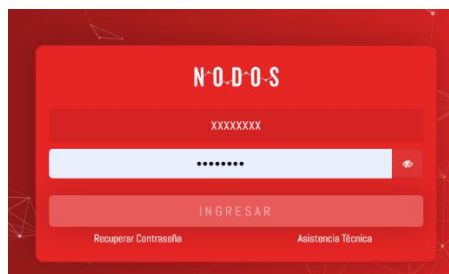 N·O·D·O·S
XXXXXXXX
••••••••
INGRESAR
Recuperar Contraseña
Asistencia Técnica